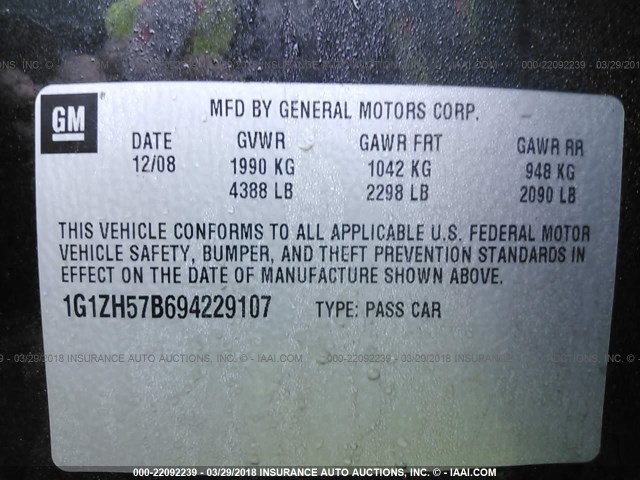 GM
MFD BY GENERAL MOTORS CORP.
DATE GVWR GAWR FRT GAWR RR
12/08 1990 KG 1042 KG 948 KG
4388 LB 2298 LB 2090 LB
THIS VEHICLE CONFORMS TO ALL APPLICABLE U.S. FEDERAL MOTOR
VEHICLE SAFETY, BUMPER, AND THEFT PREVENTION STANDARDS IN
EFFECT ON THE DATE OF MANUFACTURE SHOWN ABOVE.
1G1ZH57B694229107 TYPE: PASS CAR
000-22092239 - 03/29/2018 INSURANCE AUTO AUCTIONS, INC. - © - IAAI.COM